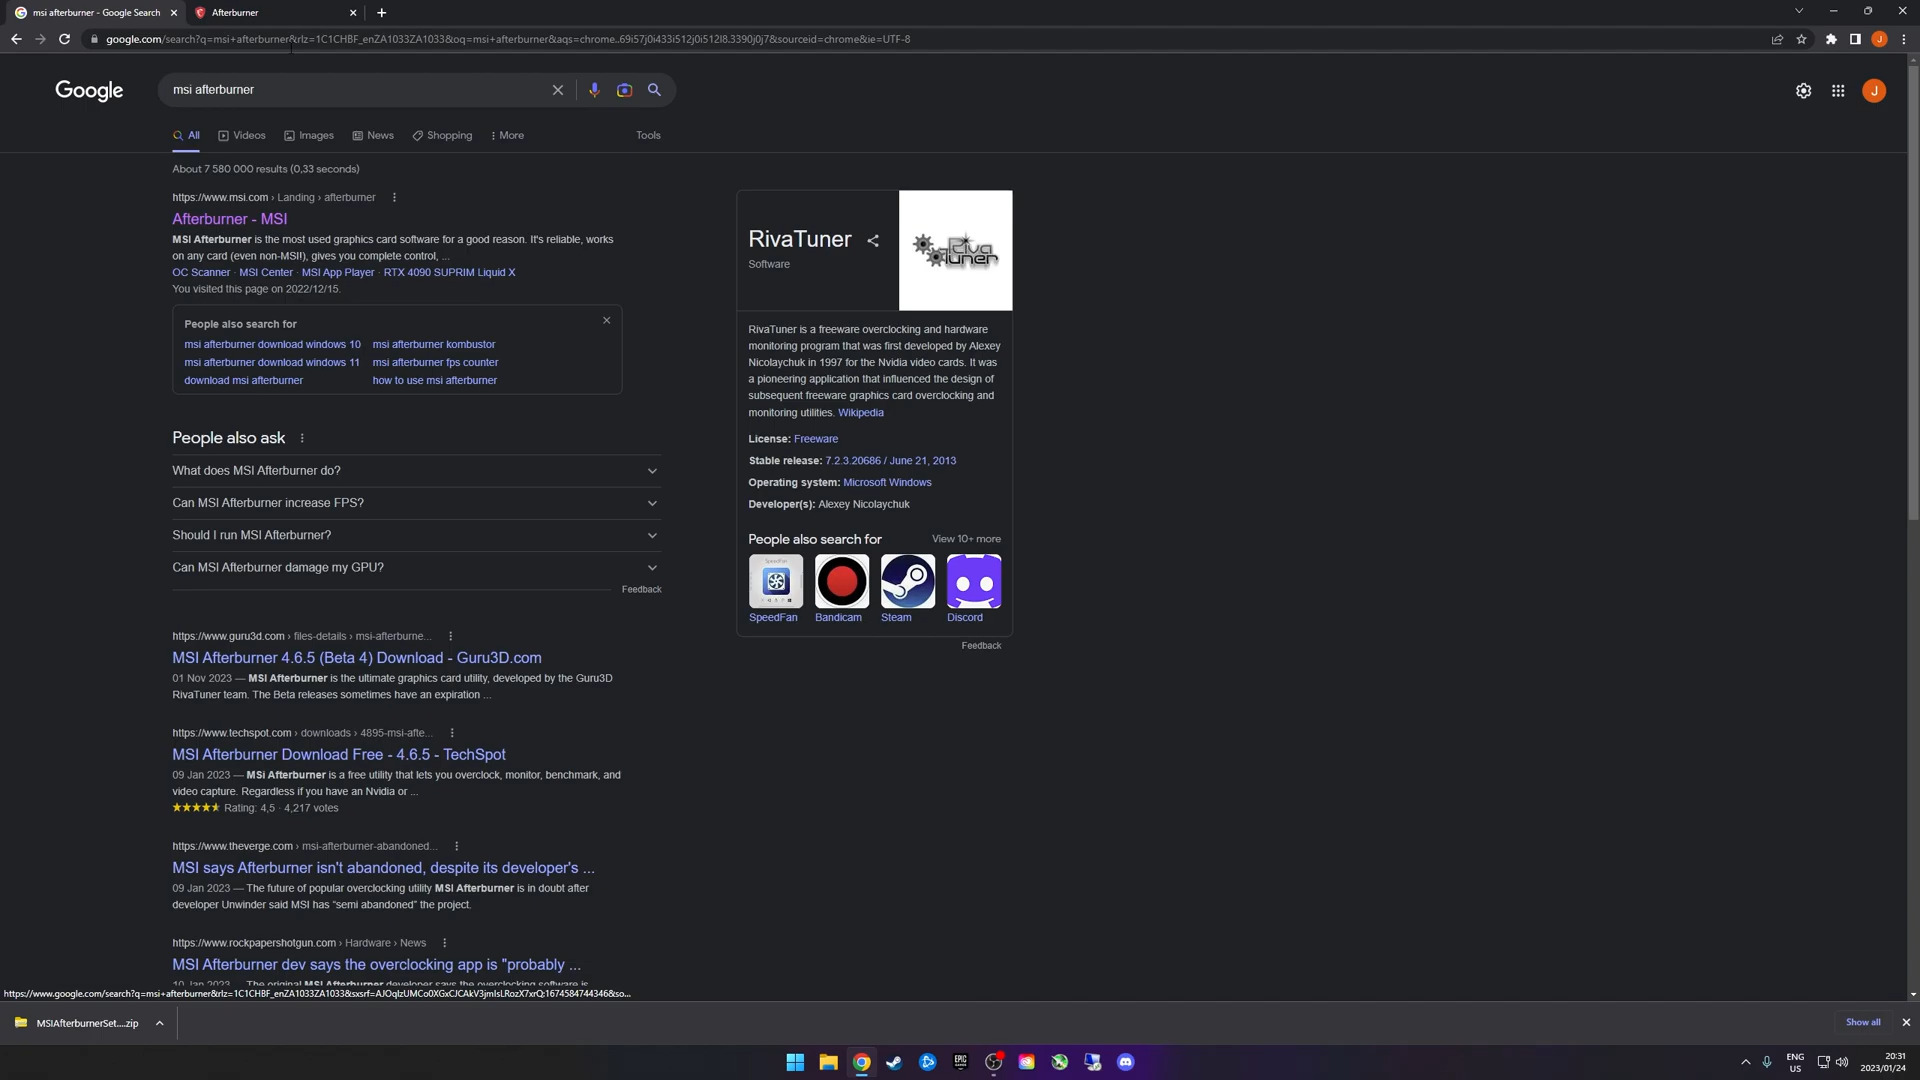 msi afterburner - Google Search
Afterburner
google.com/search?q=msi+afterburner&rlz=1C1CHBF_enZA1033ZA1033&oq=msi+afterburner&aqs=chrome..69i57j0i433i512j0i512l8.3390j0j7&sourceid=chrome&ie=UTF-8
J
Google
msi afterburner
J
All
Videos
Images
News
Shopping
More
Tools
About 7 580 000 results (0,33 seconds)
https://www.msi.com › Landing › afterburner
Afterburner - MSI
MSI Afterburner is the most used graphics card software for a good reason. It's reliable, works
on any card (even non-MSI!), gives you complete control, ...
OC Scanner · MSI Center · MSI App Player · RTX 4090 SUPRIM Liquid X
You visited this page on 2022/12/15.
People also search for
msi afterburner download windows 10
msi afterburner kombustor
msi afterburner download windows 11
msi afterburner fps counter
download msi afterburner
how to use msi afterburner
People also ask
What does MSI Afterburner do?
Can MSI Afterburner increase FPS?
Should I run MSI Afterburner?
Can MSI Afterburner damage my GPU?
Feedback
https://www.guru3d.com › files-details › msi-afterburne...
MSI Afterburner 4.6.5 (Beta 4) Download - Guru3D.com
01 Nov 2023 — MSI Afterburner is the ultimate graphics card utility, developed by the Guru3D
RivaTuner team. The Beta releases sometimes have an expiration ...
https://www.techspot.com › downloads › 4895-msi-afte...
MSI Afterburner Download Free - 4.6.5 - TechSpot
09 Jan 2023 — MSi Afterburner is a free utility that lets you overclock, monitor, benchmark, and
video capture. Regardless if you have an Nvidia or ...
Rating: 4,5 · 4,217 votes
https://www.theverge.com › msi-afterburner-abandoned...
MSI says Afterburner isn't abandoned, despite its developer's ...
09 Jan 2023 — The future of popular overclocking utility MSI Afterburner is in doubt after
developer Unwinder said MSI has “semi abandoned” the project.
https://www.rockpapershotgun.com › Hardware › News
MSI Afterburner dev says the overclocking app is "probably ...
10 Jan 2023 — The original MSI Afterburner developer says the overclocking software is
RivaTuner
Software
Riva
Tuner
RivaTuner is a freeware overclocking and hardware
monitoring program that was first developed by Alexey
Nicolaychuk in 1997 for the Nvidia video cards. It was
a pioneering application that influenced the design of
subsequent freeware graphics card overclocking and
monitoring utilities. Wikipedia
License: Freeware
Stable release: 7.2.3.20686 / June 21, 2013
Operating system: Microsoft Windows
Developer(s): Alexey Nicolaychuk
People also search for
View 10+ more
SpeedFan
Bandicam
Steam
Discord
Feedback
MSIAfterburnerSet....zip
Show all
EPIC
ENG
US
20:31
2023/01/24